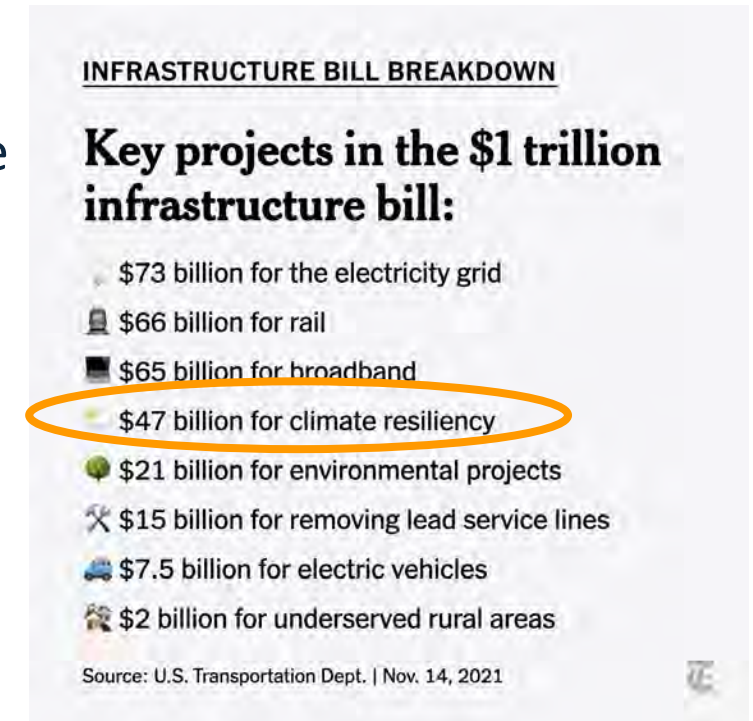 INFRASTRUCTURE BILL BREAKDOWN
e
Key projects in the $1 trillion
infrastructure bill:
$73 billion for the electricity grid
$66 billion for rail
$65 billion for broadband
$47 billion for climate resiliency
$21 billion for environmental projects
$15 billion for removing lead service lines
$7.5 billion for electric vehicles
$2 billion for underserved rural areas
Source: U.S. Transportation Dept. | Nov. 14, 2021